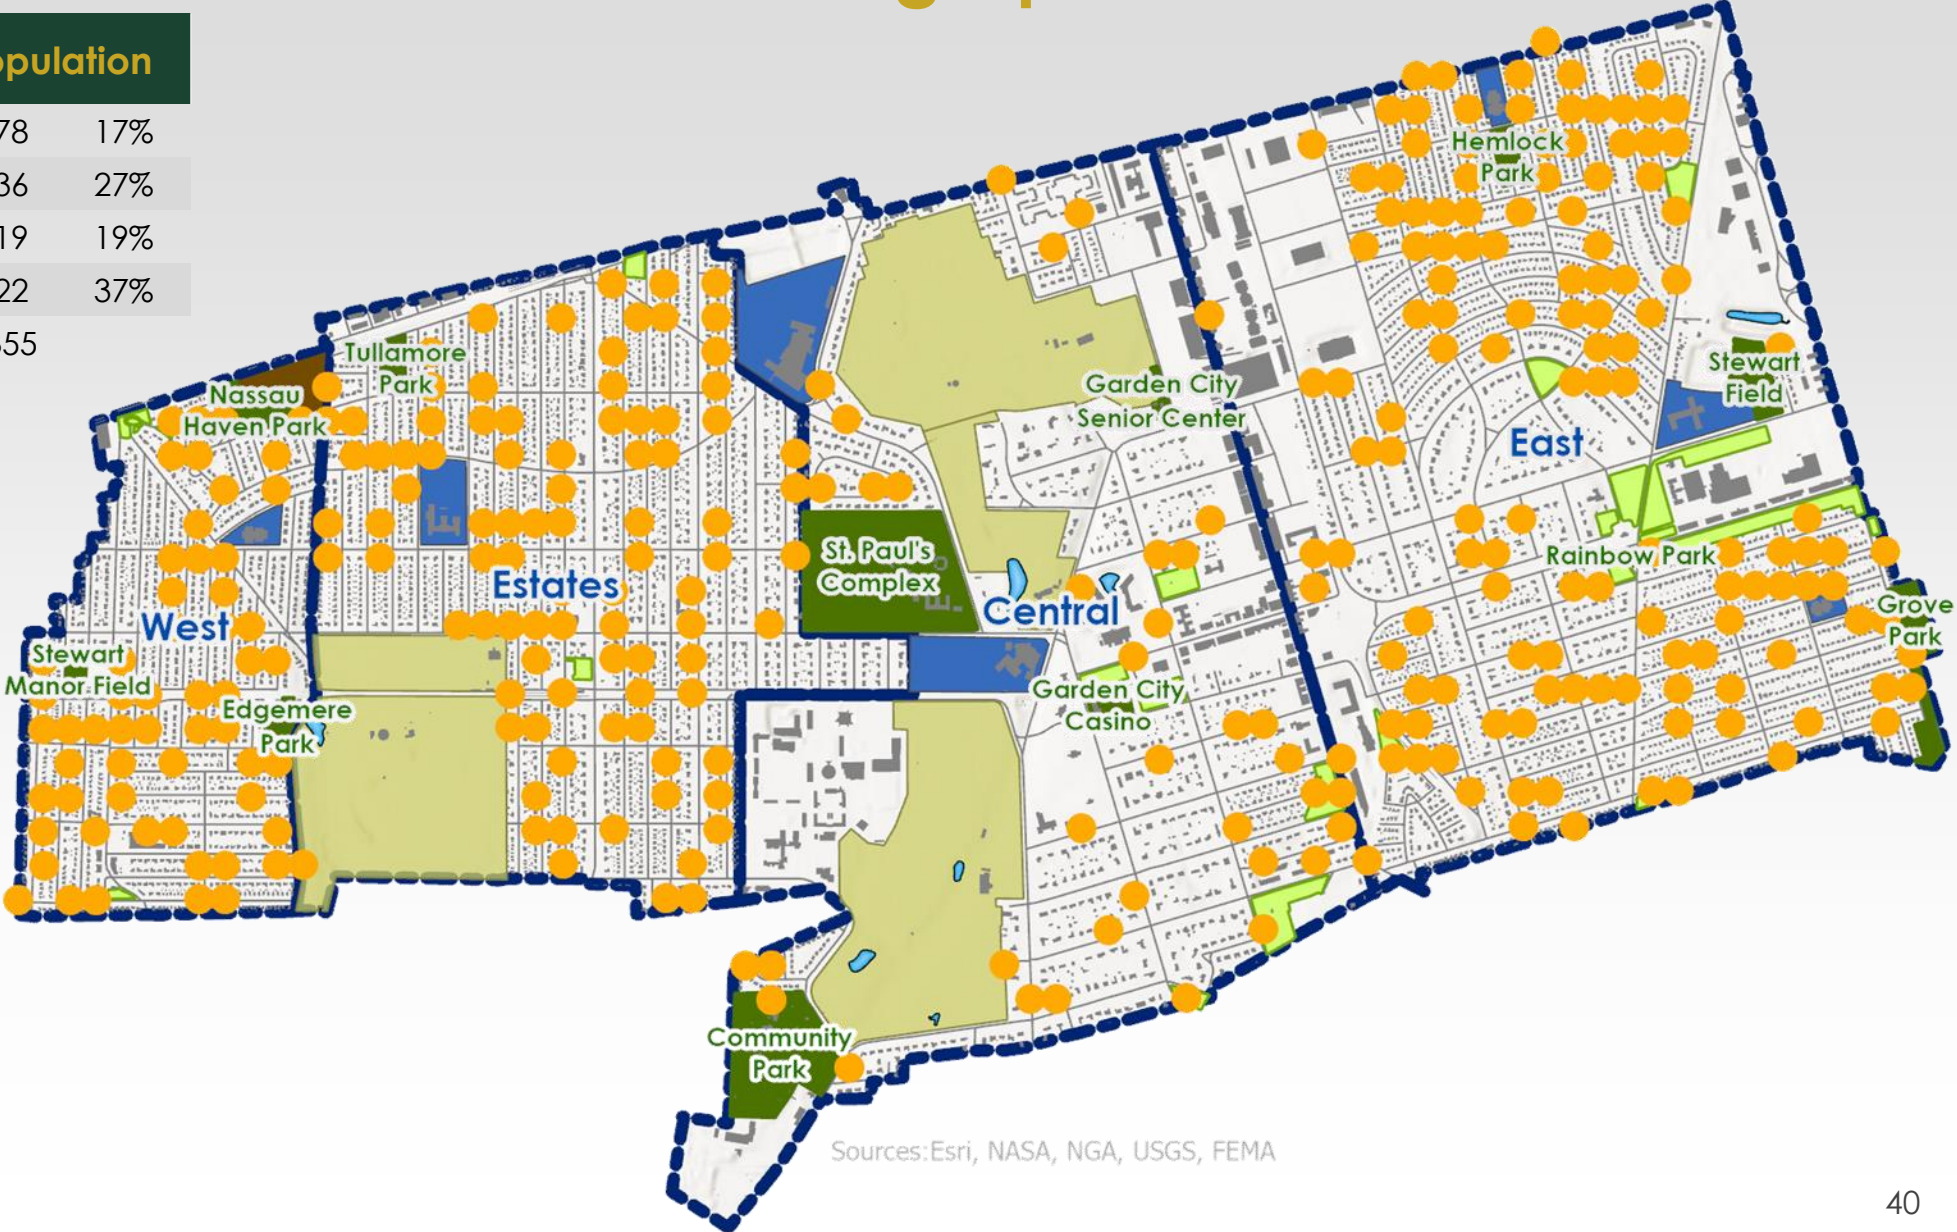 opulation
78 17%
36 27%
19 19%
22 37%
Hemlock
Park
Tullamore
Park
Nassau
Haven Park
Garden City
Senior Center
Stewart
Field
East
St. Paul's
Complex
Estates
Rainbow Park
Central
West
Grove
Park
Stewart
Manor Field
Edgemere
Park
Garden City
Casino
Community
Park
Sources:Esri, NASA, NGA, USGS, FEMA
40